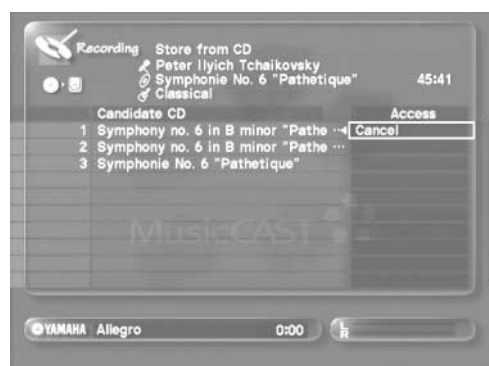 Recording Store from CD
Peter Ilyich Tchaikovsky
Symphonie No. 6 "Pathetique" 45:41
Classical
Candidate CD Access
1 Symphony no. 6 in B minor "Pathe ··· Cancel
2 Symphony no. 6 in B minor "Pathe ···
3 Symphonie No. 6 "Pathetique"
MusicCAST
YAMAHA Allegro 0:00 L
R